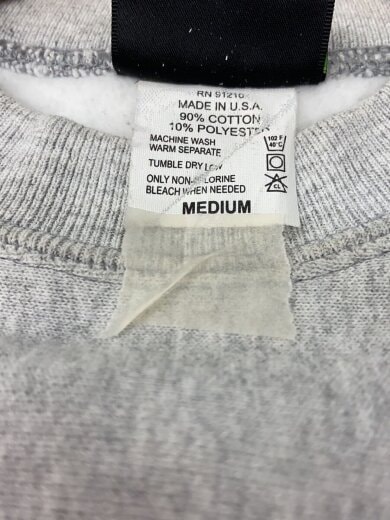 RN 91216
MADE IN U.S.A.
90% COTTON
10% POLYESTER
MACHINE WASH
WARM SEPARATE
102 F
40°C
TUMBLE DRY LOW
ONLY NON-CHLORINE
BLEACH WHEN NEEDED
CL
MEDIUM